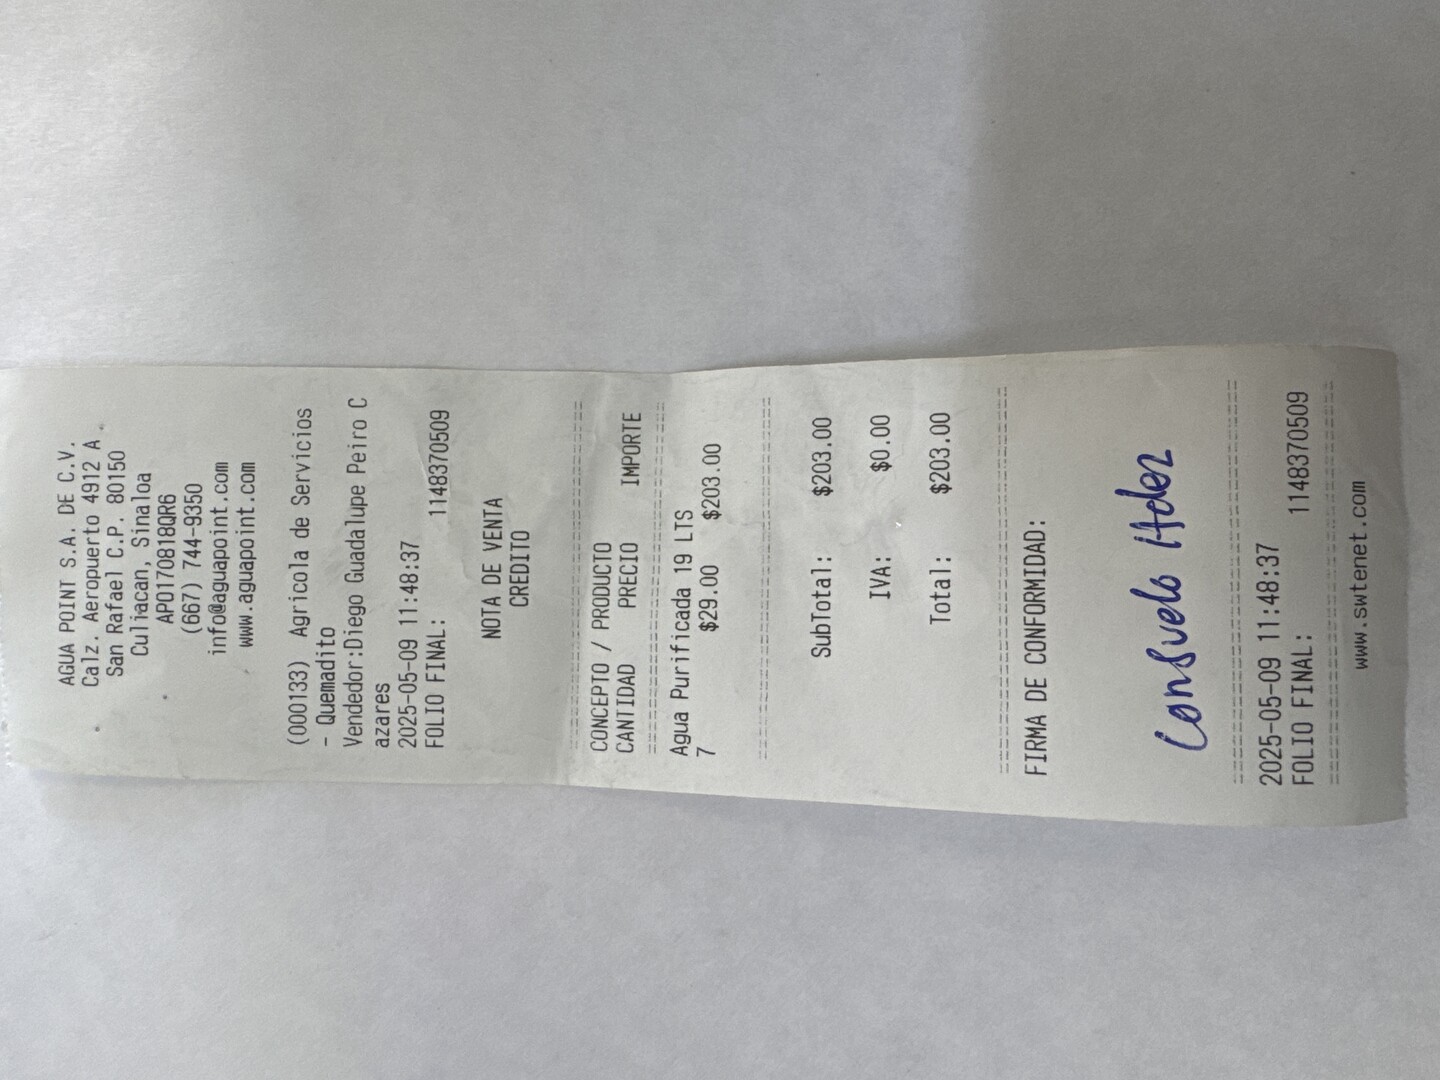 AGUA POINT S.A. DE C.V.
Calz. Aeropuerto 4912 A
San Rafael C.P. 80150
Culiacan, Sinaloa
APO170818QR6
(667) 744-9350
info@aguapoint.com
www.aguapoint.com
(000133) Agricola de Servicios
- Quemadito
Vendedor:Diego Guadalupe Peiro C
azares
2025-05-09 11:48:37
FOLIO FINAL: 1148370509
NOTA DE VENTA
CREDITO
================================
CONCEPTO / PRODUCTO
CANTIDAD PRECIO IMPORTE
================================
Agua Purificada 19 LTS
7 $29.00 $203.00
================================
SubTotal: $203.00
IVA: $0.00
Total: $203.00
================================
FIRMA DE CONFORMIDAD:
Consuelo Hdez
================================
2025-05-09 11:48:37
FOLIO FINAL: 1148370509
================================
www.swtenet.com